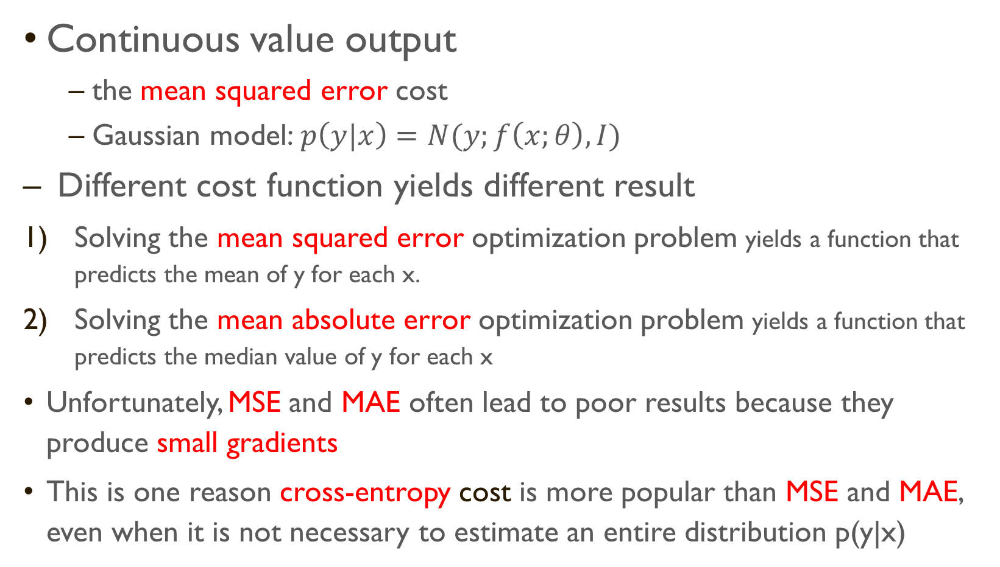 • Continuous value output
– the mean squared error cost
– Gaussian model: p(y|x) = N(y; f(x; θ), I)
– Different cost function yields different result
1) Solving the mean squared error optimization problem yields a function that
predicts the mean of y for each x.
2) Solving the mean absolute error optimization problem yields a function that
predicts the median value of y for each x
• Unfortunately, MSE and MAE often lead to poor results because they
produce small gradients
• This is one reason cross-entropy cost is more popular than MSE and MAE,
even when it is not necessary to estimate an entire distribution p(y|x)